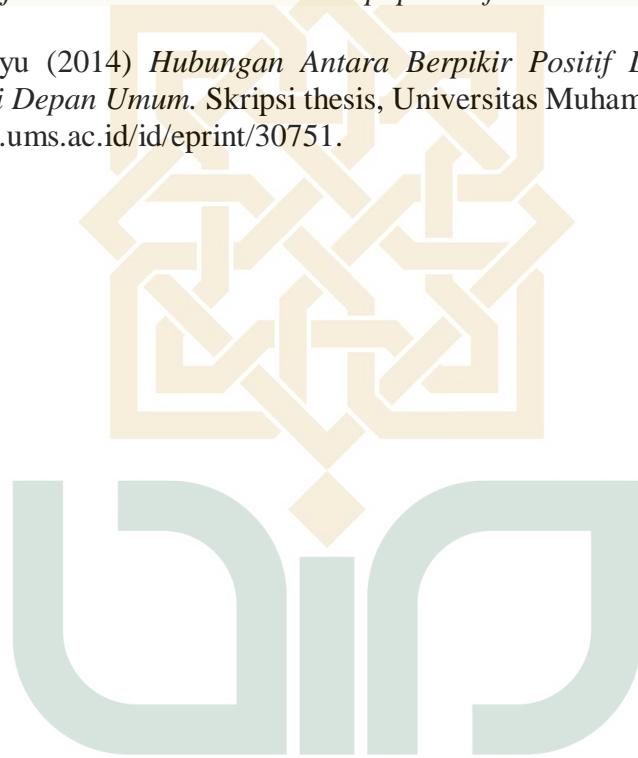 yu (2014) Hubungan Antara Berpikir Positif
i Depan Umum. Skripsi thesis, Universitas Muham
.ums.ac.id/id/eprint/30751.